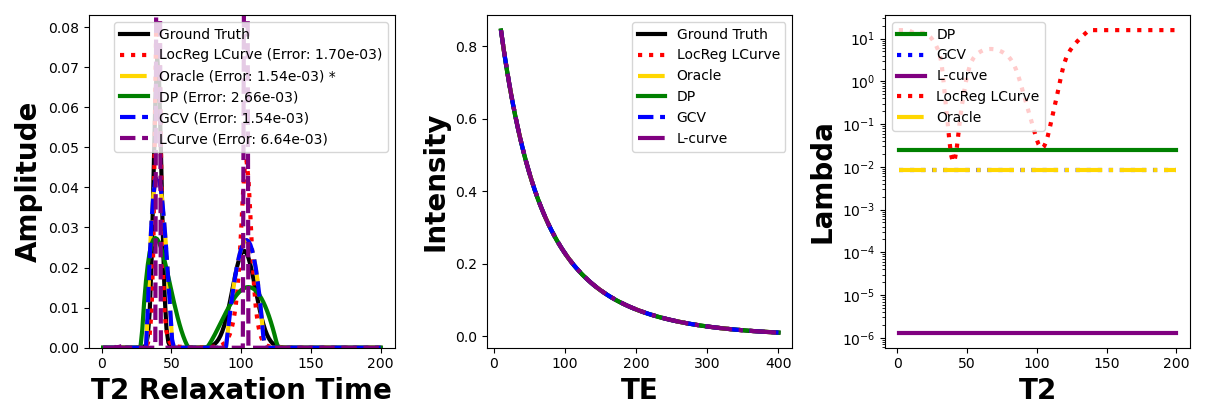 Amplitude
0.08
0.07
0.06
0.05
0.04
0.03
0.02
0.01
0.00
Ground Truth
LocReg LCurve (Error: 1.70e-03)
Oracle (Error: 1.54e-03) *
DP (Error: 2.66e-03)
GCV (Error: 1.54e-03)
LCurve (Error: 6.64e-03)
0 50 100 150 200
T2 Relaxation Time
Intensity
0.8
0.6
0.4
0.2
0.0
Ground Truth
LocReg LCurve
Oracle
DP
GCV
L-curve
0 100 200 300 400
TE
Lambda
10¹
10⁰
10⁻¹
10⁻²
10⁻³
10⁻⁴
10⁻⁵
10⁻⁶
DP
GCV
L-curve
LocReg LCurve
Oracle
0 50 100 150 200
T2